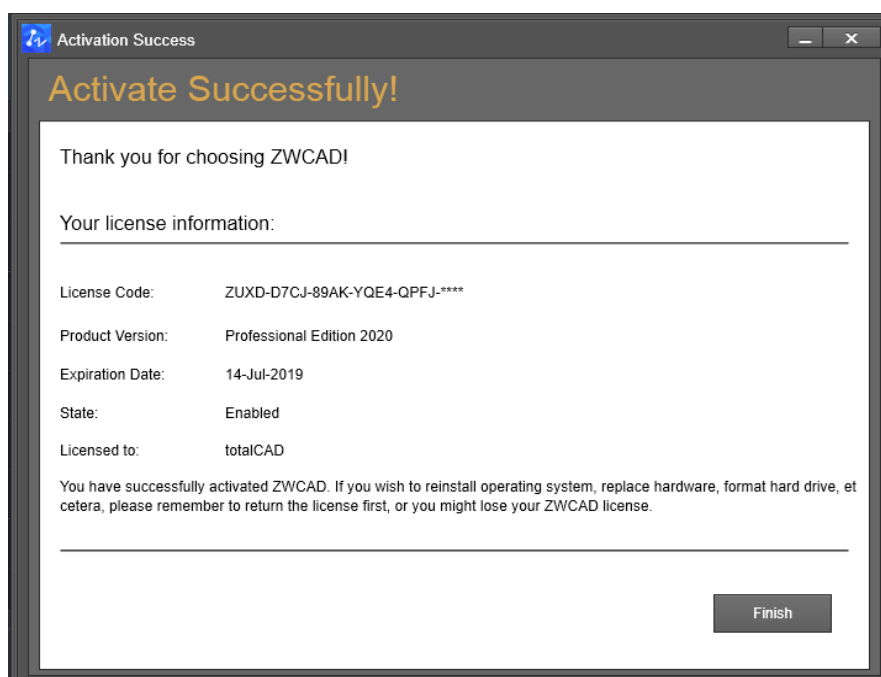 Activation Success
Activate Successfully!
Thank you for choosing ZWCAD!
Your license information:
License Code: ZUXD-D7CJ-89AK-YQE4-QPFJ-****
Product Version: Professional Edition 2020
Expiration Date: 14-Jul-2019
State: Enabled
Licensed to: totalCAD
You have successfully activated ZWCAD. If you wish to reinstall operating system, replace hardware, format hard drive, et
cetera, please remember to return the license first, or you might lose your ZWCAD license.
Finish